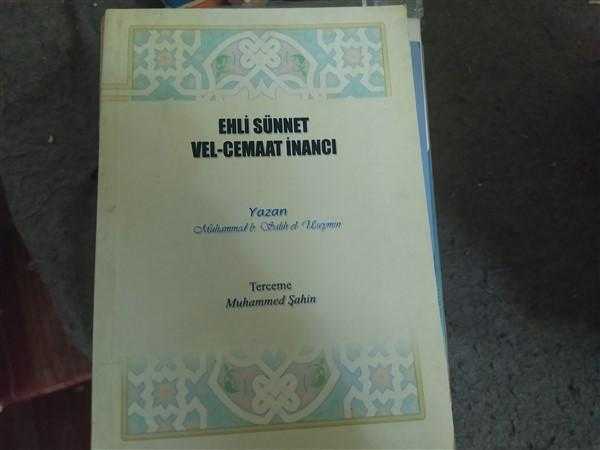 EHLİ SÜNNET
VEL-CEMAAT İNANCI
Yazan
Muhammed b. Salih el- Useymin
Terceme
Muhammed Şahin